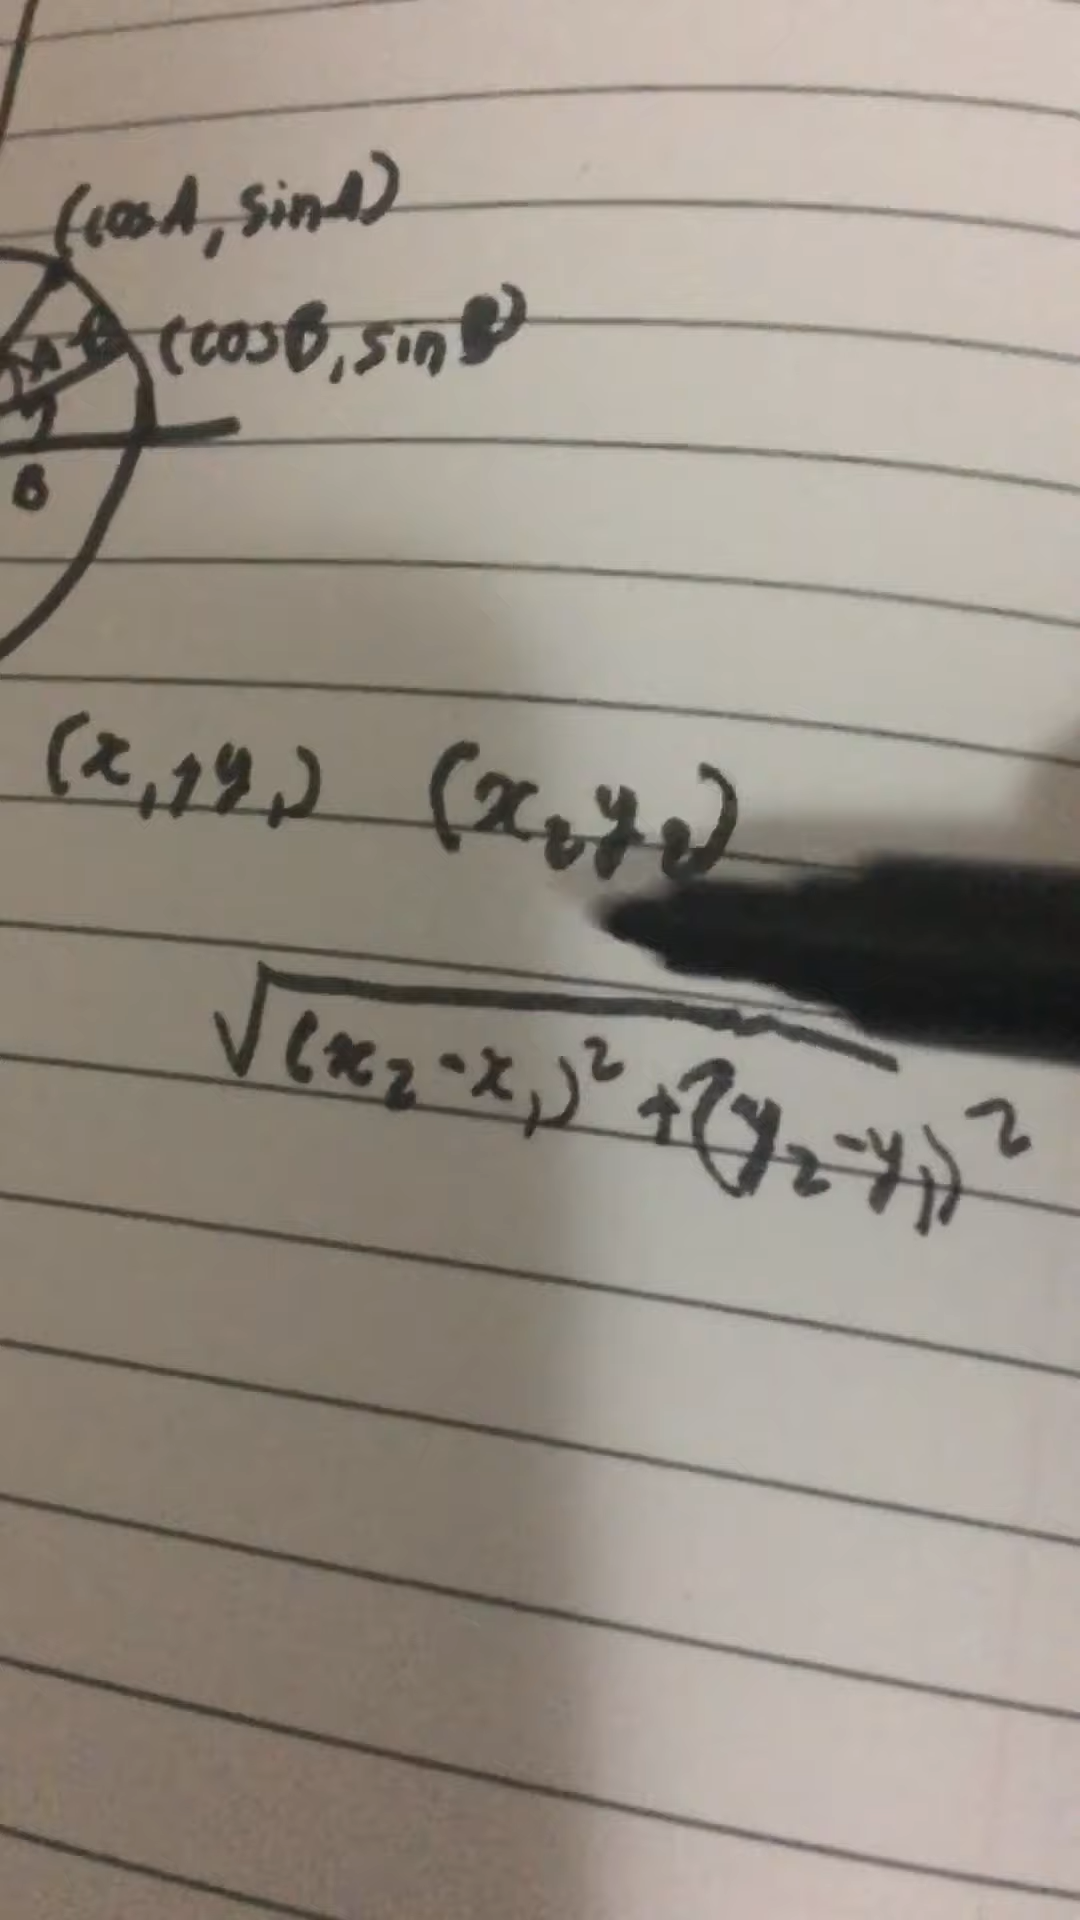 (cosA, sinA)
(cosB, sinB)
A
B
(x₁, y₁) (x₂ y₂)
√(x₂-x₁)² + (y₂-y₁)²